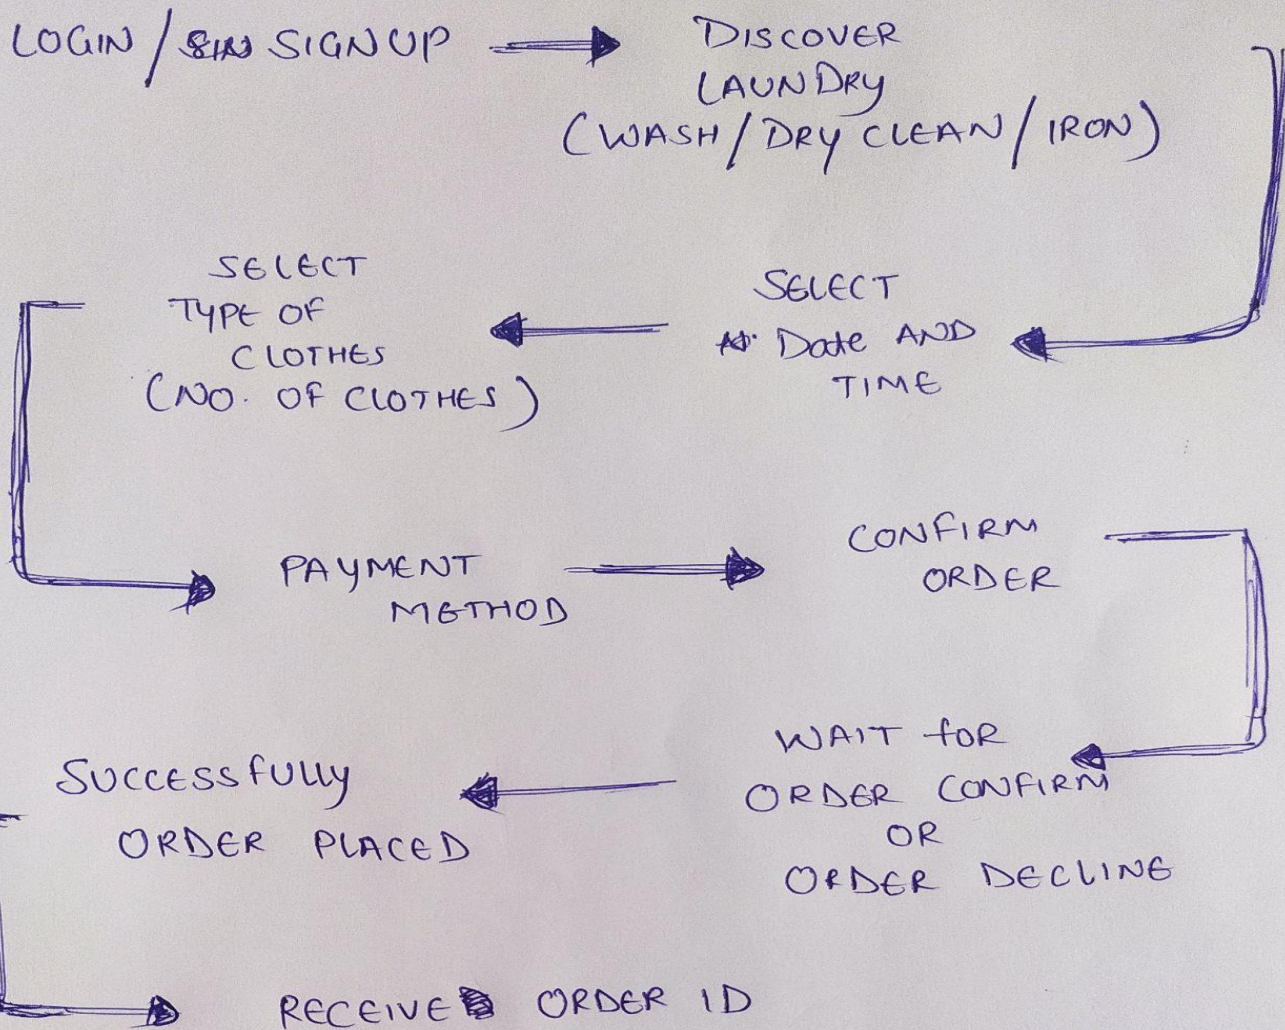 LOGIN / SIGNUP
DISCOVER
LAUNDRY
(WASH / DRY CLEAN / IRON)
SELECT
Date AND
TIME
SELECT
TYPE OF
CLOTHES
(NO. OF CLOTHES)
PAYMENT
METHOD
CONFIRM
ORDER
WAIT foR
ORDER CONFIRM
OR
ORDER DECLINE
SUCCESSfully
ORDER PLACED
RECEIVE ORDER ID